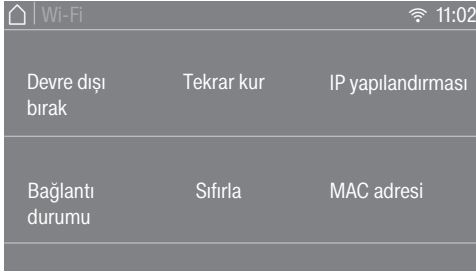 Wi-Fi
11:02
Devre dışı
bırak
Tekrar kur
IP yapılandırması
Bağlantı
durumu
Sıfırla
MAC adresi